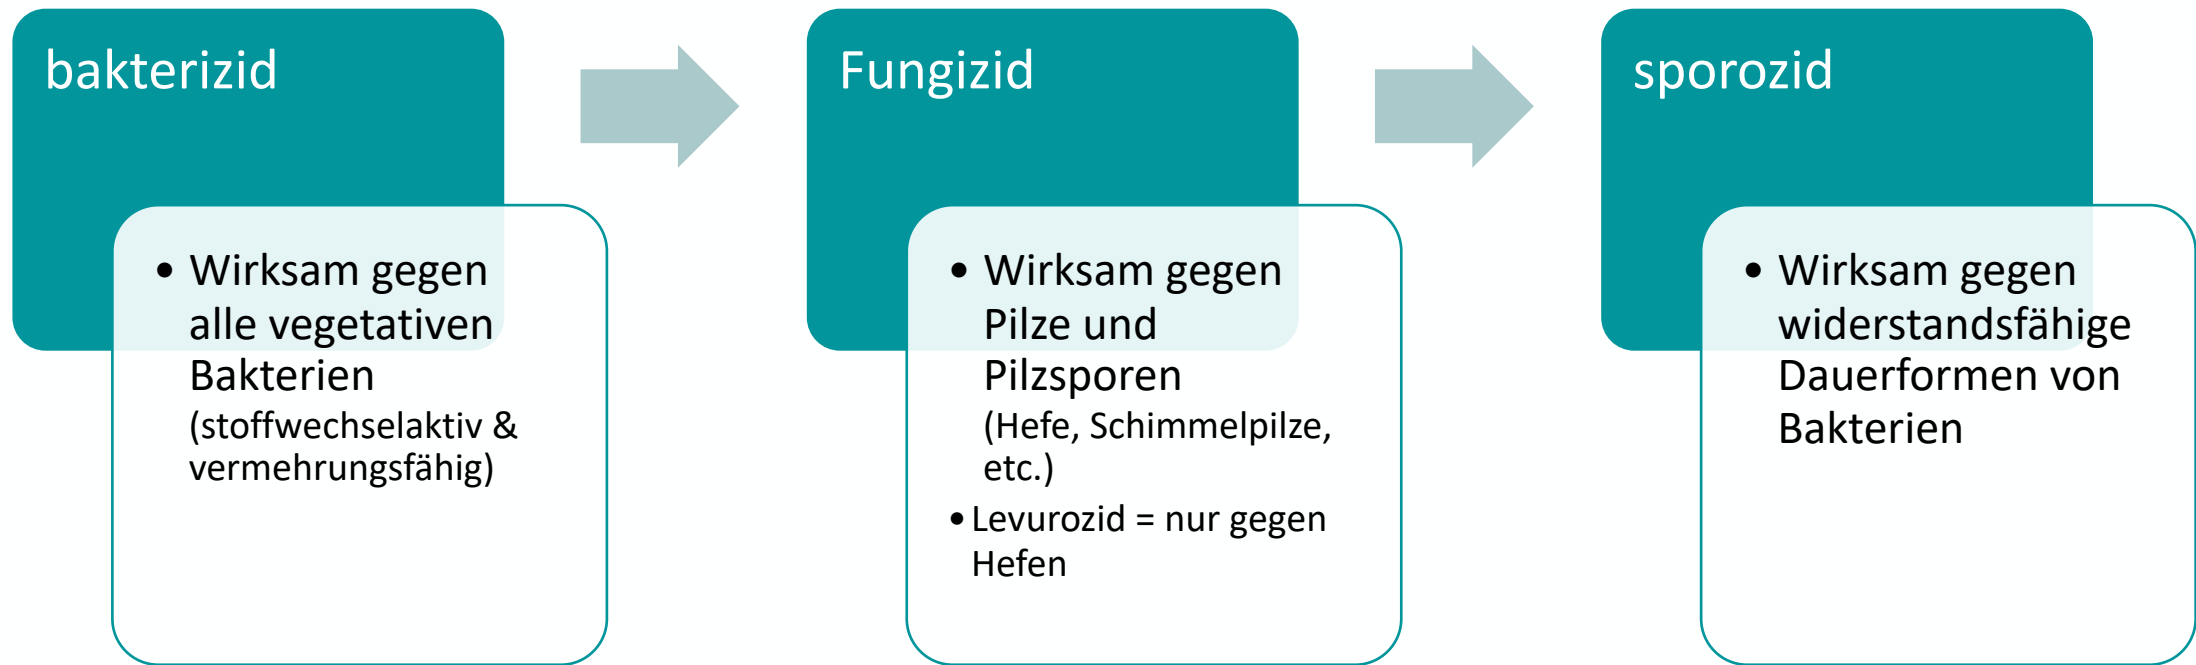 bakterizid
• Wirksam gegen
alle vegetativen
Bakterien
(stoffwechselaktiv &
vermehrungsfähig)
Fungizid
• Wirksam gegen
Pilze und
Pilzsporen
(Hefe, Schimmelpilze,
etc.)
• Levurozid = nur gegen
Hefen
sporozid
• Wirksam gegen
widerstandsfähige
Dauerformen von
Bakterien